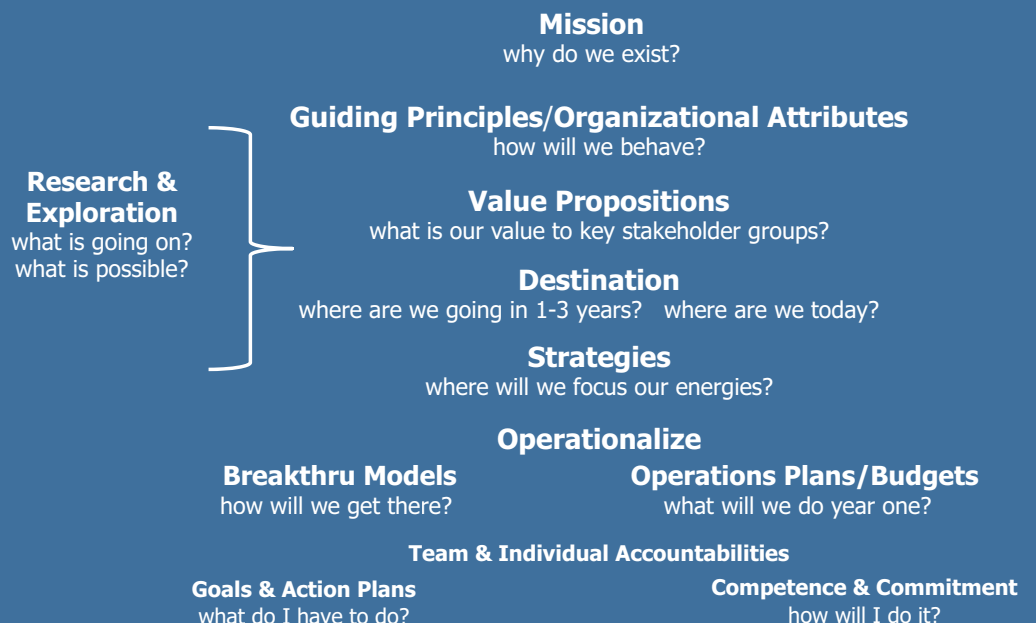 Mission
why do we exist?
Guiding Principles/Organizational Attributes
how will we behave?
Research &
Exploration
what is going on?
what is possible?
Value Propositions
what is our value to key stakeholder groups?
Destination
where are we going in 1-3 years? where are we today?
Strategies
where will we focus our energies?
Operationalize
Breakthru Models
how will we get there?
Operations Plans/Budgets
what will we do year one?
Team & Individual Accountabilities
Goals & Action Plans
what do I have to do?
Competence & Commitment
how will I do it?